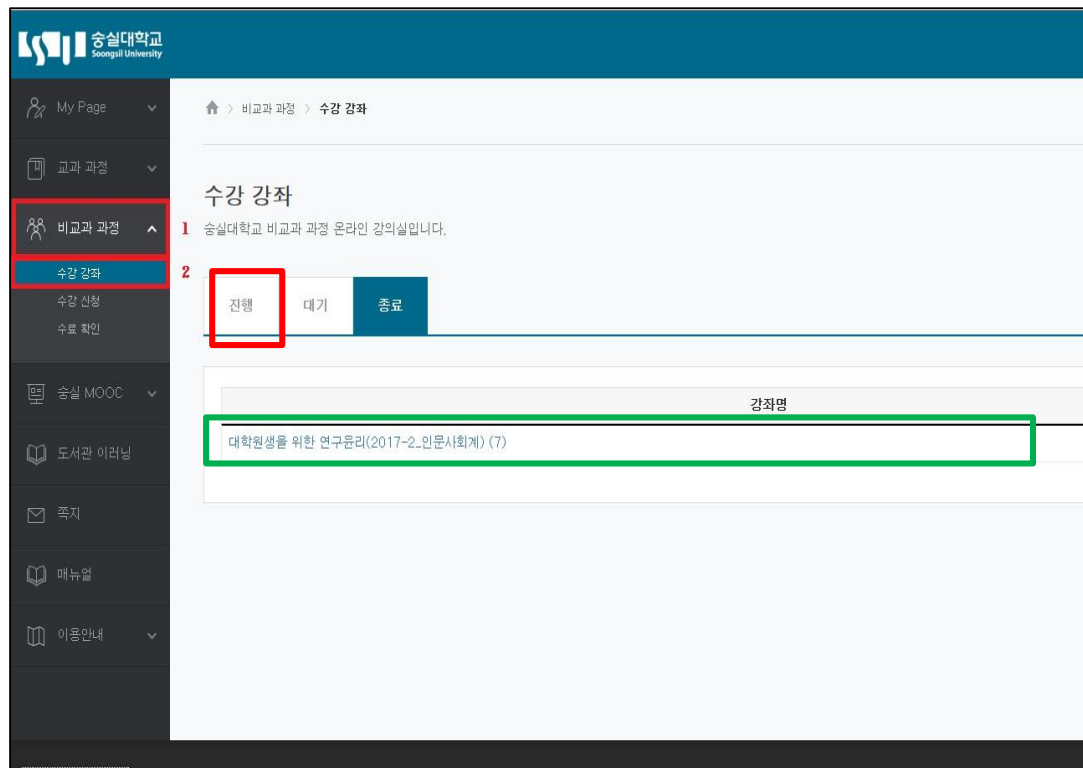 숭실대학교
Soongsil University
My Page
교과 과정
비교과 과정
1
수강 강좌
2
수강 신청
수료 확인
숭실 MOOC
도서관 이러닝
쪽지
매뉴얼
이용안내
> 비교과 과정 > 수강 강좌
수강 강좌
숭실대학교 비교과 과정 온라인 강의실입니다.
진행 대기 종료
강좌명
대학원생을 위한 연구윤리(2017-2_인문사회계) (7)